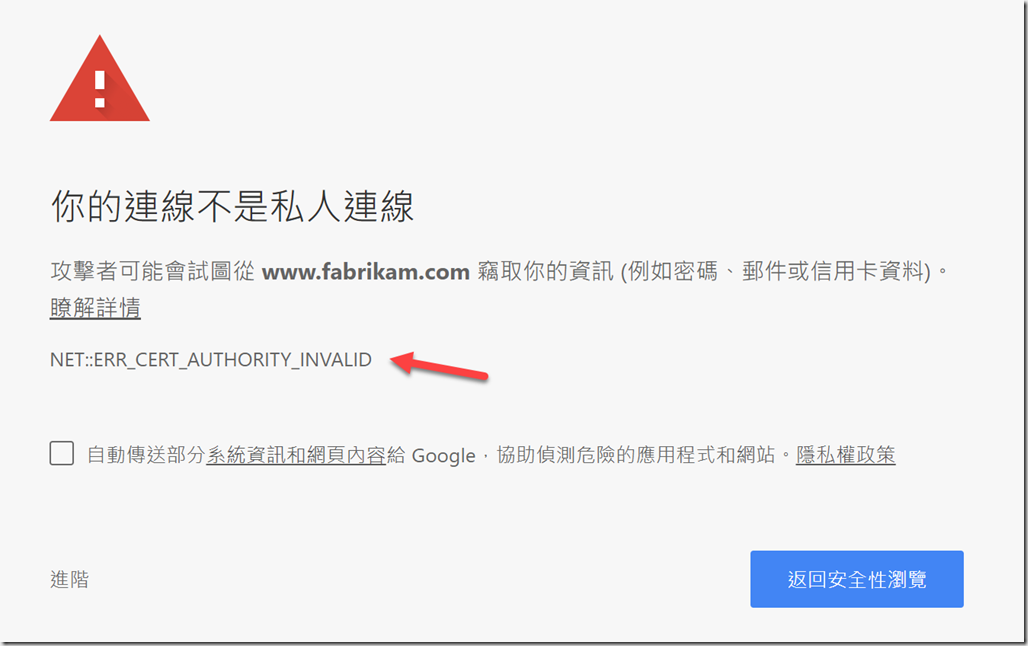 你的連線不是私人連線
攻擊者可能會試圖從 www.fabrikam.com 竊取你的資訊 (例如密碼、郵件或信用卡資料)。
瞭解詳情
NET::ERR_CERT_AUTHORITY_INVALID
自動傳送部分系統資訊和網頁內容給 Google，協助偵測危險的應用程式和網站。隱私權政策
進階
返回安全性瀏覽